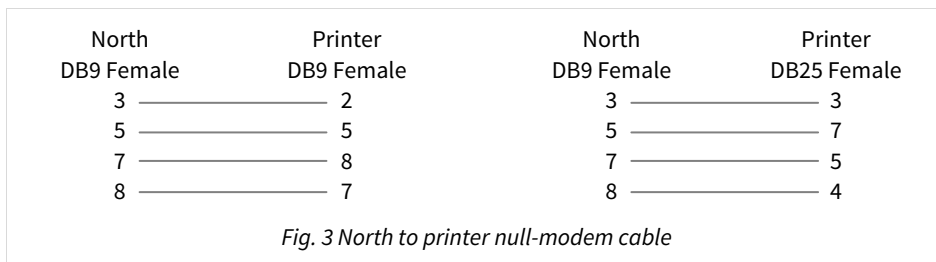 North Printer North Printer
DB9 Female DB9 Female DB9 Female DB25 Female
3 2 3 3
5 5 5 7
7 8 7 5
8 7 8 4
Fig. 3 North to printer null-modem cable